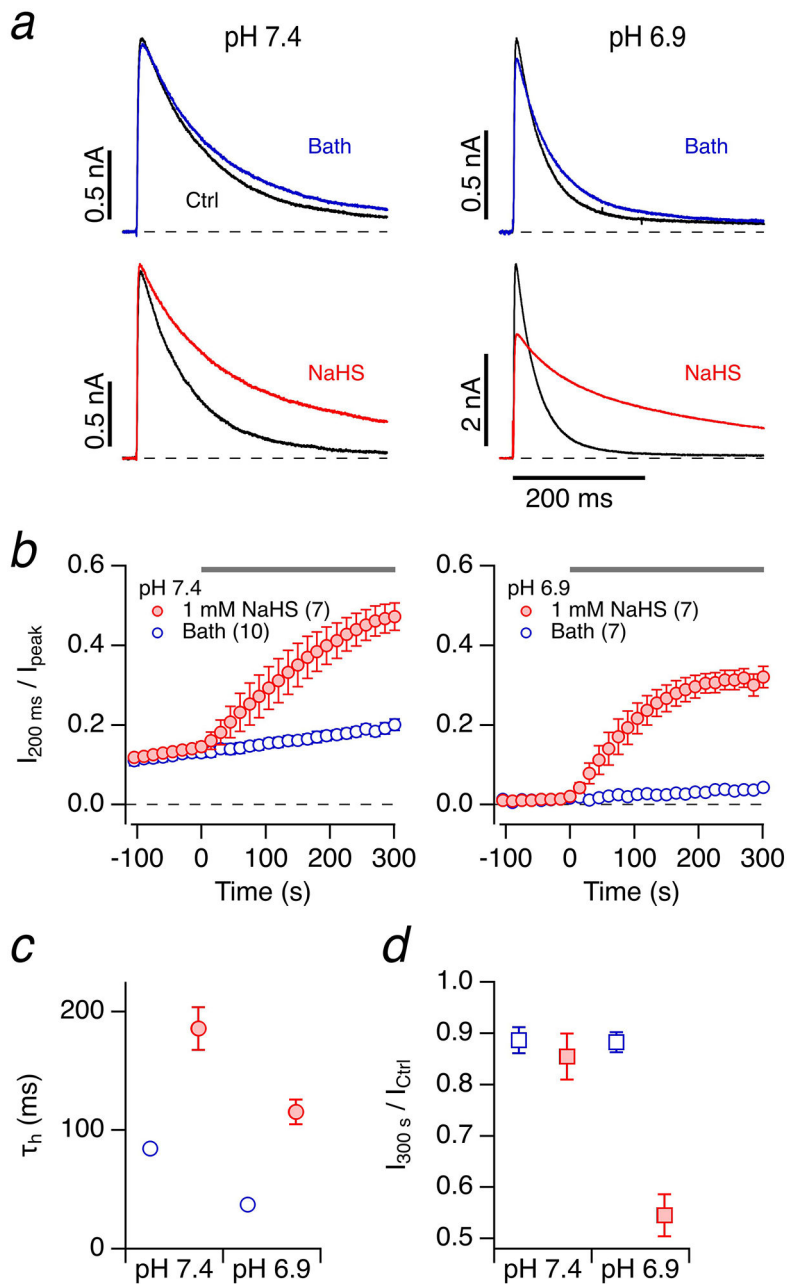 a
pH 7.4
pH 6.9
0.5 nA
Bath
Ctrl
0.5 nA
Bath
0.5 nA
NaHS
2 nA
NaHS
200 ms
b
I200 ms / Ipeak
0.6
0.4
0.2
0.0
pH 7.4
1 mM NaHS (7)
Bath (10)
-100 0 100 200 300
Time (s)
0.6
0.4
0.2
0.0
pH 6.9
1 mM NaHS (7)
Bath (7)
-100 0 100 200 300
Time (s)
c
τh (ms)
200
100
0
pH 7.4 pH 6.9
d
I300 s / ICtrl
1.0
0.9
0.8
0.7
0.6
0.5
pH 7.4 pH 6.9